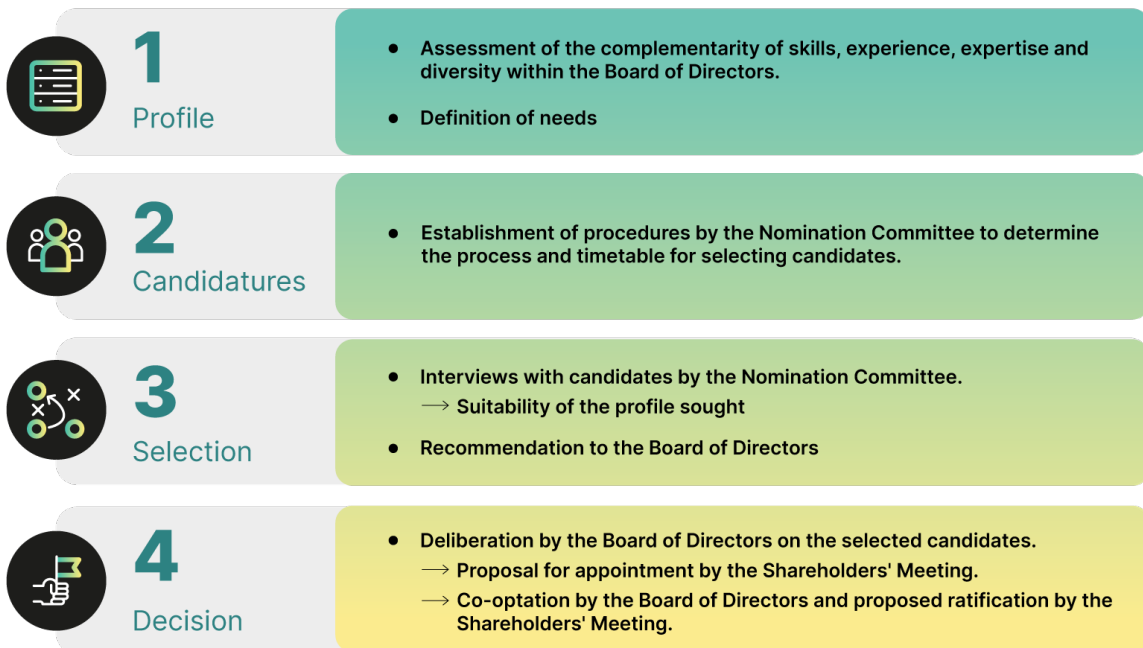 1
Profile
● Assessment of the complementarity of skills, experience, expertise and
diversity within the Board of Directors.
● Definition of needs
2
Candidatures
● Establishment of procedures by the Nomination Committee to determine
the process and timetable for selecting candidates.
3
Selection
● Interviews with candidates by the Nomination Committee.
→ Suitability of the profile sought
● Recommendation to the Board of Directors
4
Decision
● Deliberation by the Board of Directors on the selected candidates.
→ Proposal for appointment by the Shareholders' Meeting.
→ Co-optation by the Board of Directors and proposed ratification by the
Shareholders' Meeting.